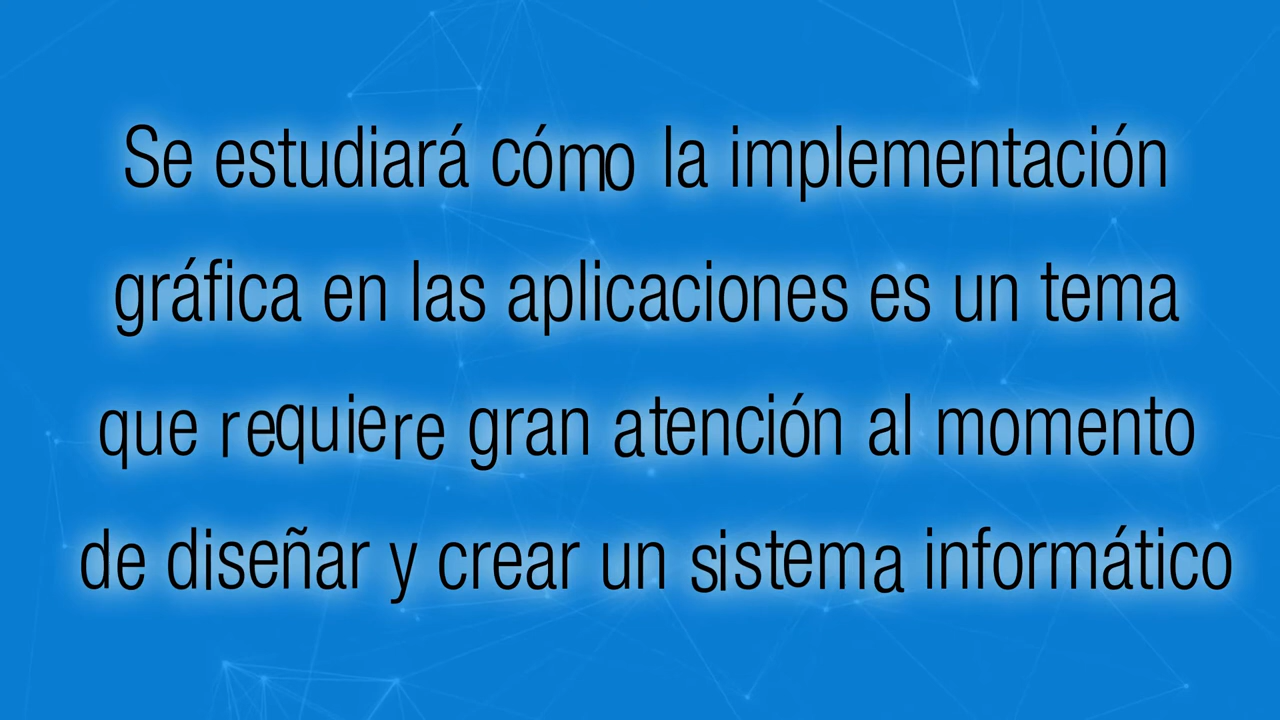 Se estudiará cómo la implementación
gráfica en las aplicaciones es un tema
que requiere gran atención al momento
de diseñar y crear un sistema informático